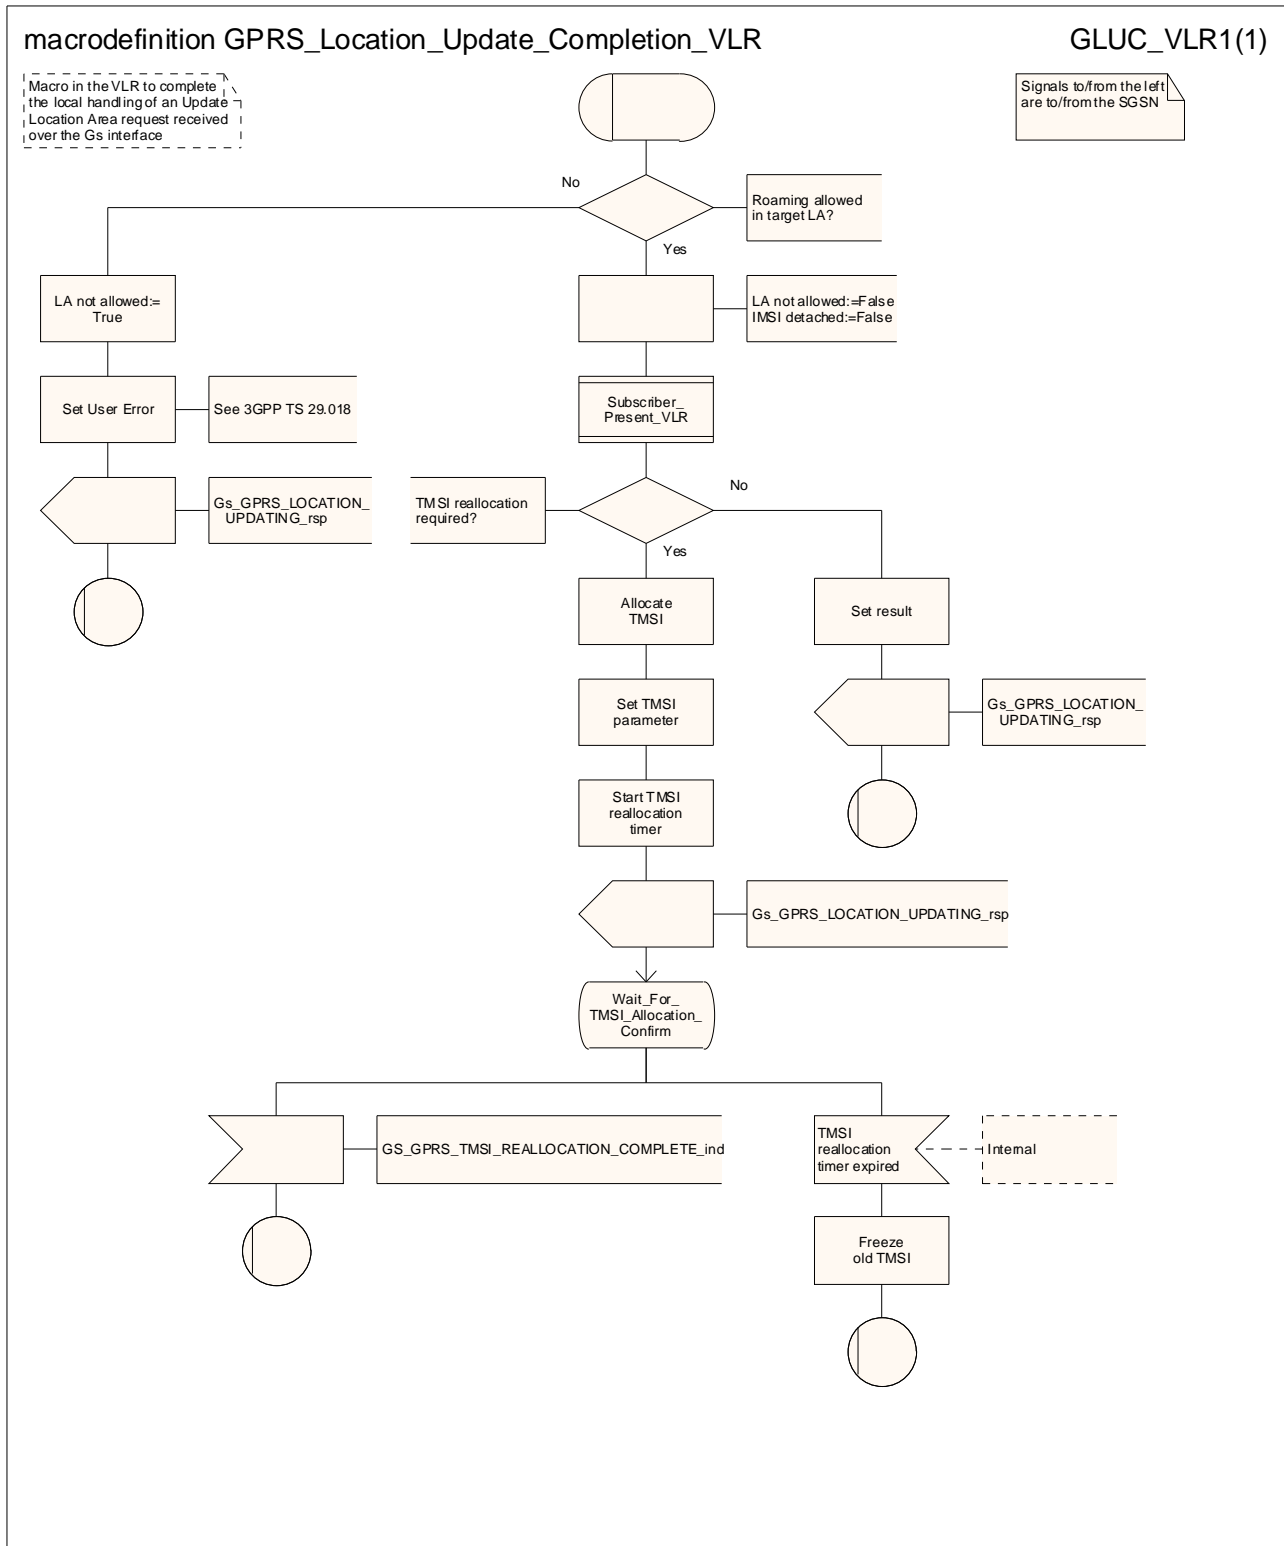 macrodefinition GPRS_Location_Update_Completion_VLR
GLUC_VLR1(1)
Macro in the VLR to complete
the local handling of an Update
Location Area request received
over the Gs interface
Signals to/from the left
are to/from the SGSN
No
Roaming allowed
in target LA?
Yes
LA not allowed:=
True
LA not allowed:=False
IMSI detached:=False
Set User Error
See 3GPP TS 29.018
Subscriber_
Present_VLR
Gs_GPRS_LOCATION_
UPDATING_rsp
TMSI reallocation
required?
No
Yes
Allocate
TMSI
Set result
Set TMSI
parameter
Gs_GPRS_LOCATION_
UPDATING_rsp
Start TMSI
reallocation
timer
Gs_GPRS_LOCATION_UPDATING_rsp
Wait_For_
TMSI_Allocation_
Confirm
GS_GPRS_TMSI_REALLOCATION_COMPLETE_ind
TMSI
reallocation
timer expired
Internal
Freeze
old TMSI